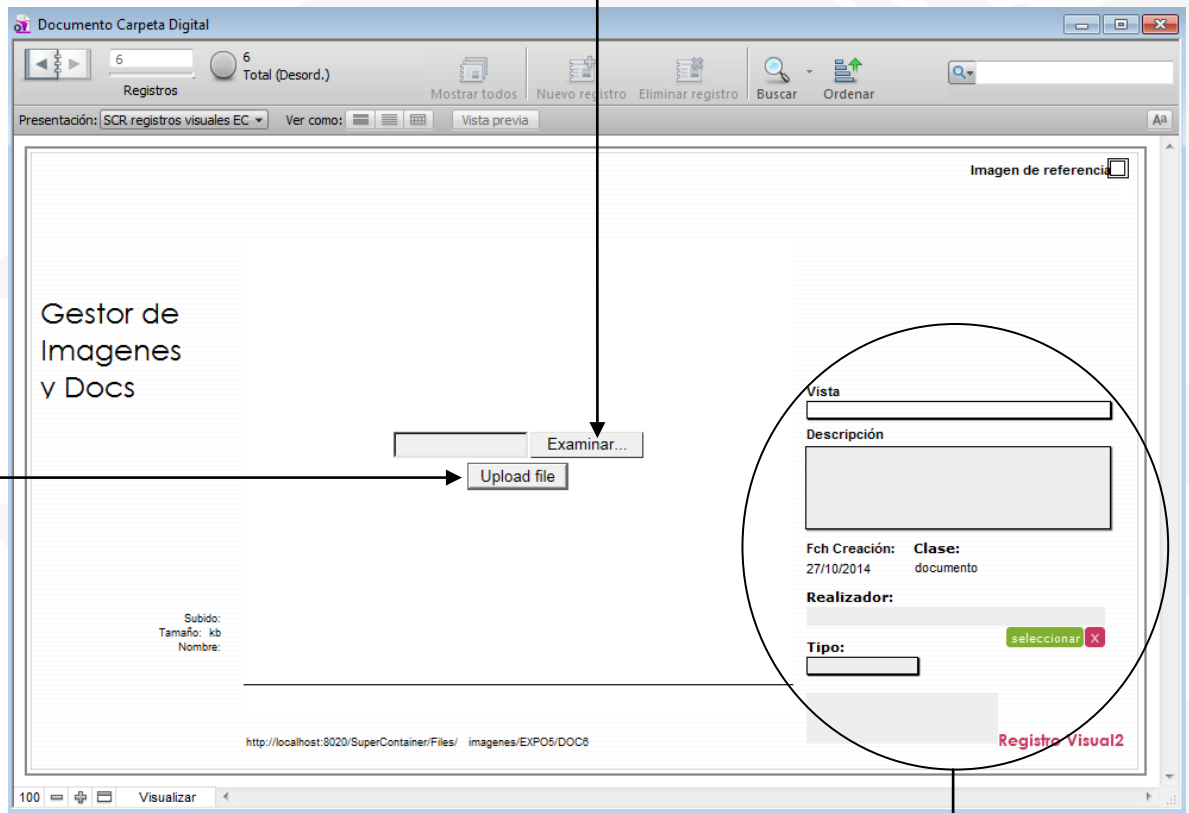 Documento Carpeta Digital
6
Registros
6
Total (Desord.)
Mostrar todos
Nuevo registro
Eliminar registro
Buscar
Ordenar
Presentación: SCR registros visuales EC
Ver como:
Vista previa
Aa
Imagen de referencia
Gestor de
Imagenes
y Docs
Examinar...
Upload file
Vista
Descripción
Fch Creación: Clase:
27/10/2014 documento
Realizador:
seleccionar X
Tipo:
Subido:
Tamaño: kb
Nombre:
http://localhost:8020/SuperContainer/Files/ imagenes/EXPO5/DOC6
Registro Visual2
100
Visualizar